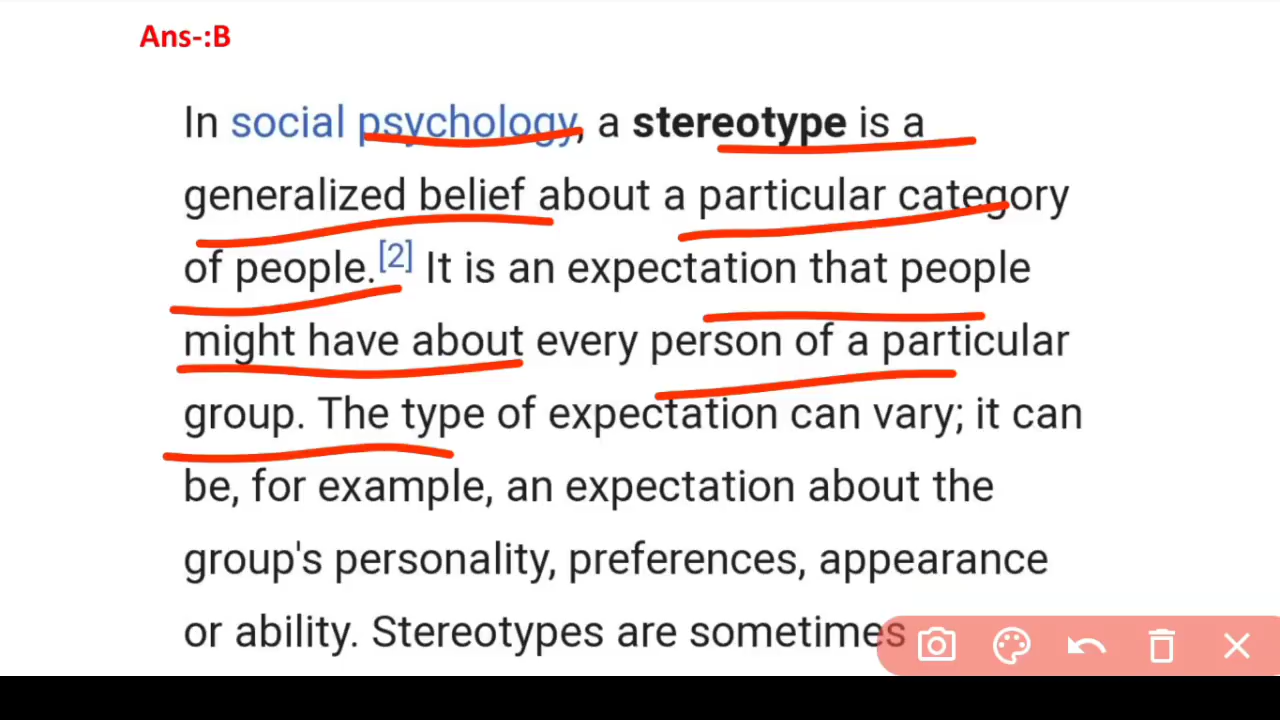 Ans-:B
In social psychology, a stereotype is a
generalized belief about a particular category
of people.[2] It is an expectation that people
might have about every person of a particular
group. The type of expectation can vary; it can
be, for example, an expectation about the
group's personality, preferences, appearance
or ability. Stereotypes are sometimes